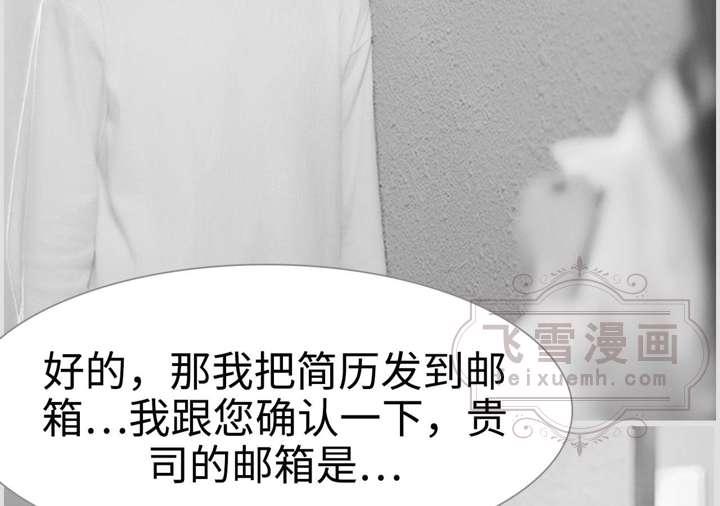 飞雪漫画
feixuemh.com
好的，那我把简历发到邮
箱…我跟您确认一下，贵
司的邮箱是…